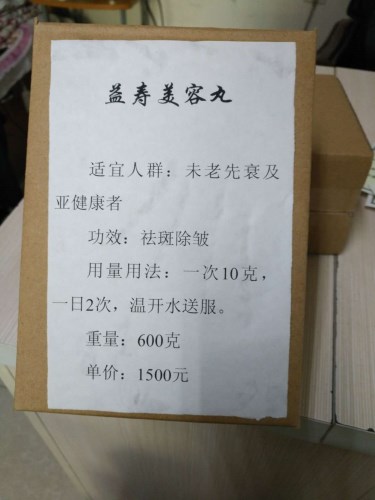 益寿美容丸
适宜人群：未老先衰及
亚健康者
功效：祛斑除皱
用量用法：一次10克，
一日2次，温开水送服。
重量：600克
单价：1500元